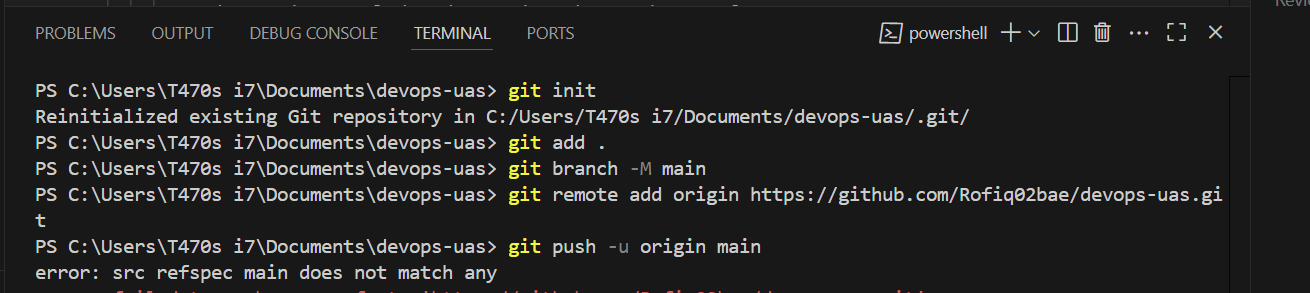 PROBLEMS OUTPUT DEBUG CONSOLE TERMINAL PORTS powershell
PS C:\Users\T470s i7\Documents\devops-uas> git init
Reinitialized existing Git repository in C:/Users/T470s i7/Documents/devops-uas/.git/
PS C:\Users\T470s i7\Documents\devops-uas> git add .
PS C:\Users\T470s i7\Documents\devops-uas> git branch -M main
PS C:\Users\T470s i7\Documents\devops-uas> git remote add origin https://github.com/Rofiq02bae/devops-uas.gi
t
PS C:\Users\T470s i7\Documents\devops-uas> git push -u origin main
error: src refspec main does not match any